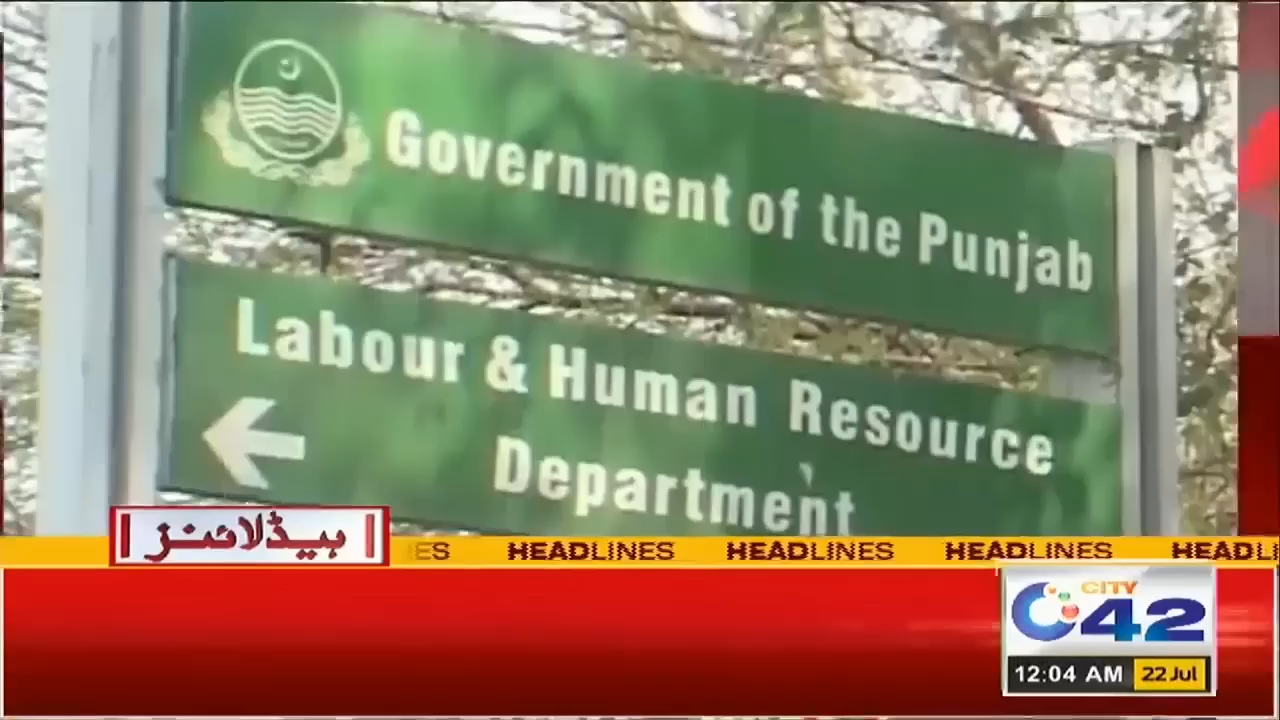 Government of the Punjab
Labour & Human Resource
Department
ہیڈلائنز
ES HEADLINES HEADLINES HEADLINES HEADLI
CITY
42
12:04 AM 22 Jul